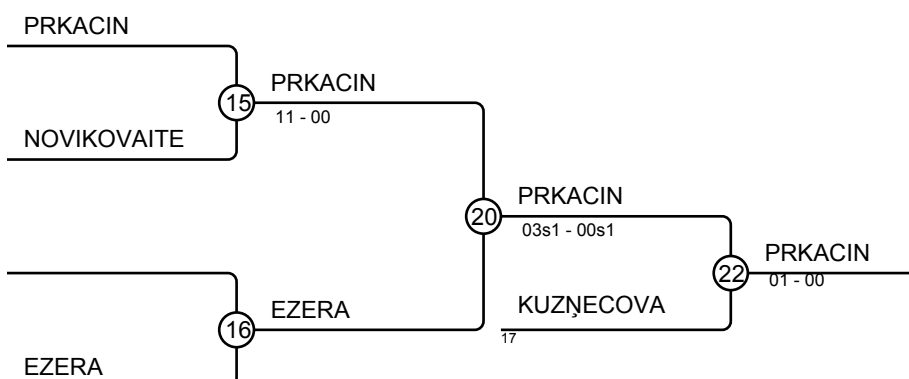 PRKACIN
15
PRKACIN
11 - 00
NOVIKOVAITE
20
PRKACIN
03s1 - 00s1
22
PRKACIN
01 - 00
16
EZERA
KUZŅECOVA
17
EZERA